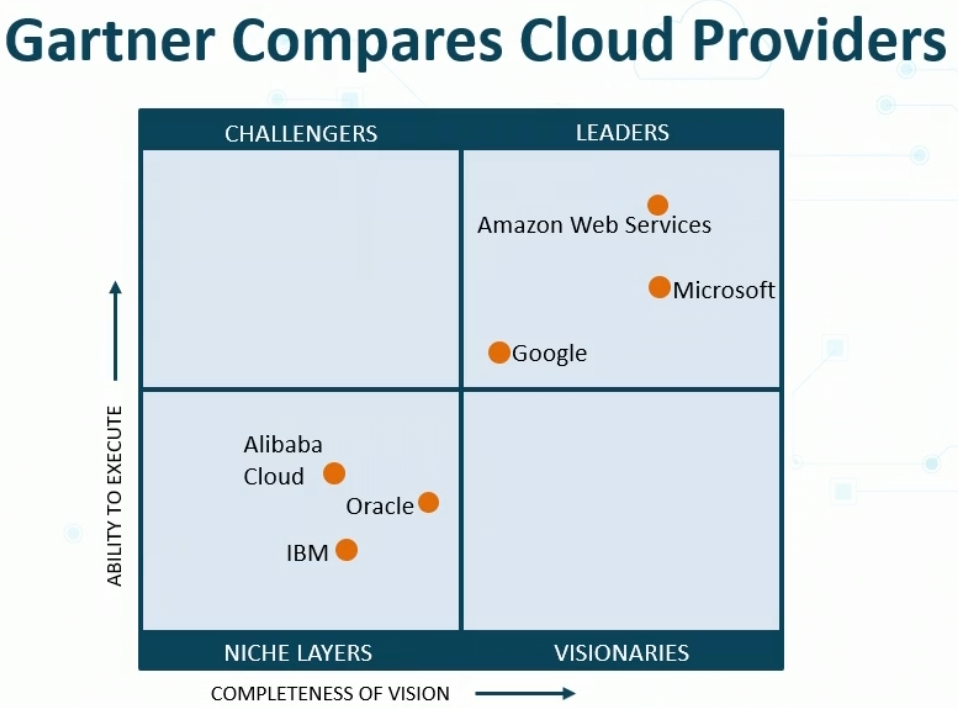 Gartner Compares Cloud Providers
CHALLENGERS
LEADERS
Amazon Web Services
Microsoft
Google
Alibaba
Cloud
Oracle
IBM
ABILITY TO EXECUTE
NICHE LAYERS
VISIONARIES
COMPLETENESS OF VISION